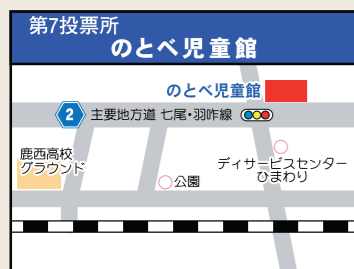 第7投票所
のとべ児童館
のとべ児童館
2 主要地方道 七尾・羽咋線
鹿西高校
グラウンド
公園
ディサービスセンター
ひまわり